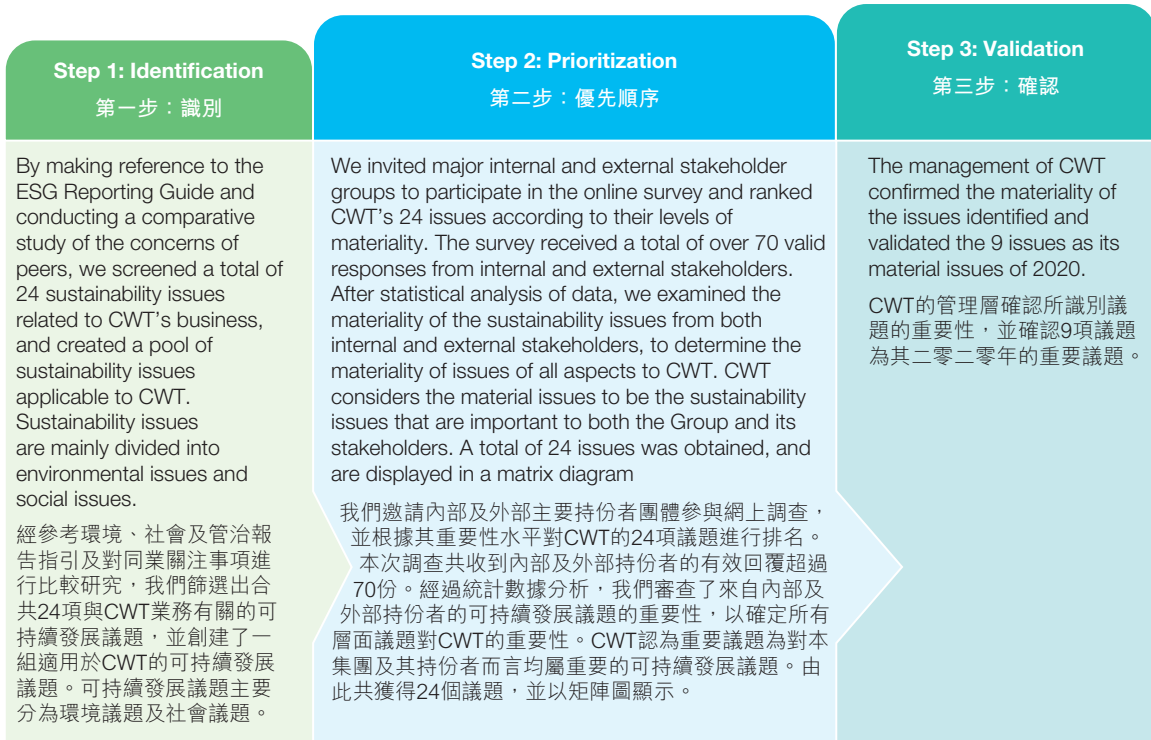 Step 1: Identification
第一步：識別
By making reference to the
ESG Reporting Guide and
conducting a comparative
study of the concerns of
peers, we screened a total of
24 sustainability issues
related to CWT's business,
and created a pool of
sustainability issues
applicable to CWT.
Sustainability issues
are mainly divided into
environmental issues and
social issues.
經參考環境、社會及管治報
告指引及對同業關注事項進
行比較研究，我們篩選出合
共24項與CWT業務有關的可
持續發展議題，並創建了一
組適用於CWT的可持續發展
議題。可持續發展議題主要
分為環境議題及社會議題。
Step 2: Prioritization
第二步：優先順序
We invited major internal and external stakeholder
groups to participate in the online survey and ranked
CWT's 24 issues according to their levels of
materiality. The survey received a total of over 70 valid
responses from internal and external stakeholders.
After statistical analysis of data, we examined the
materiality of the sustainability issues from both
internal and external stakeholders, to determine the
materiality of issues of all aspects to CWT. CWT
considers the material issues to be the sustainability
issues that are important to both the Group and its
stakeholders. A total of 24 issues was obtained, and
are displayed in a matrix diagram
我們邀請內部及外部主要持份者團體參與網上調查，
並根據其重要性水平對CWT的24項議題進行排名。
本次調查共收到內部及外部持份者的有效回覆超過
70份。經過統計數據分析，我們審查了來自內部及
外部持份者的可持續發展議題的重要性，以確定所有
層面議題對CWT的重要性。CWT認為重要議題為對本
集團及其持份者而言均屬重要的可持續發展議題。由
此共獲得24個議題，並以矩陣圖顯示。
Step 3: Validation
第三步：確認
The management of CWT
confirmed the materiality of
the issues identified and
validated the 9 issues as its
material issues of 2020.
CWT的管理層確認所識別議
題的重要性，並確認9項議題
為其二零二零年的重要議題。